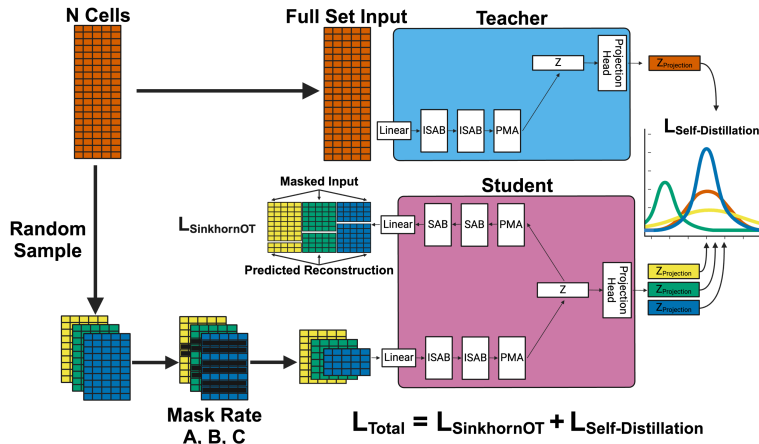 N Cells
Full Set Input
Teacher
Linear
ISAB
ISAB
PMA
Z
Projection
Head
ZProjection
LSelf-Distillation
Random
Sample
LSinkhornOT
Masked Input
Predicted Reconstruction
Student
Linear
SAB
SAB
PMA
Z
Projection
Head
ZProjection
ZProjection
ZProjection
Linear
ISAB
ISAB
PMA
Mask Rate
A, B, C
LTotal = LSinkhornOT + LSelf-Distillation